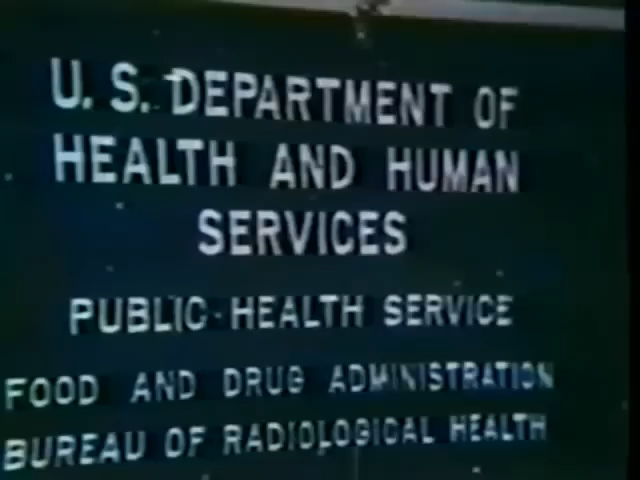 U. S. DEPARTMENT OF
HEALTH AND HUMAN
SERVICES
PUBLIC HEALTH SERVICE
FOOD AND DRUG ADMINISTRATION
BUREAU OF RADIOLOGICAL HEALTH